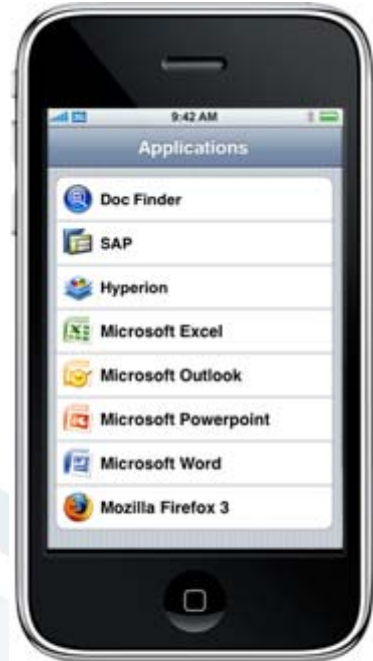 3G
9:42 AM
Applications
Doc Finder
SAP
Hyperion
Microsoft Excel
Microsoft Outlook
Microsoft Powerpoint
Microsoft Word
Mozilla Firefox 3